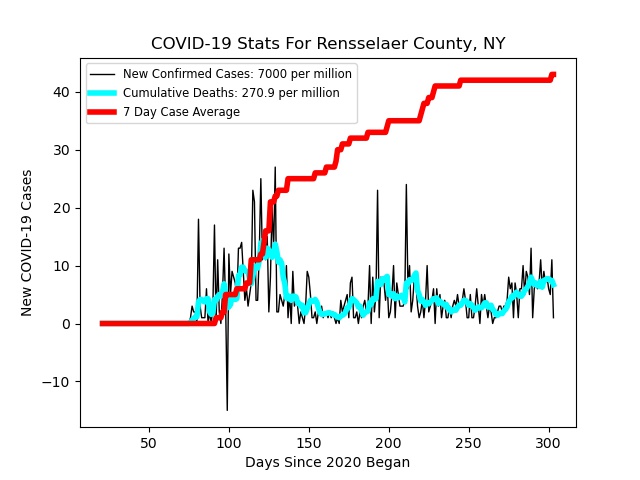 COVID-19 Stats For Rensselaer County, NY
New Confirmed Cases: 7000 per million
Cumulative Deaths: 270.9 per million
7 Day Case Average
40
30
20
10
0
−10
New COVID-19 Cases
50 100 150 200 250 300
Days Since 2020 Began